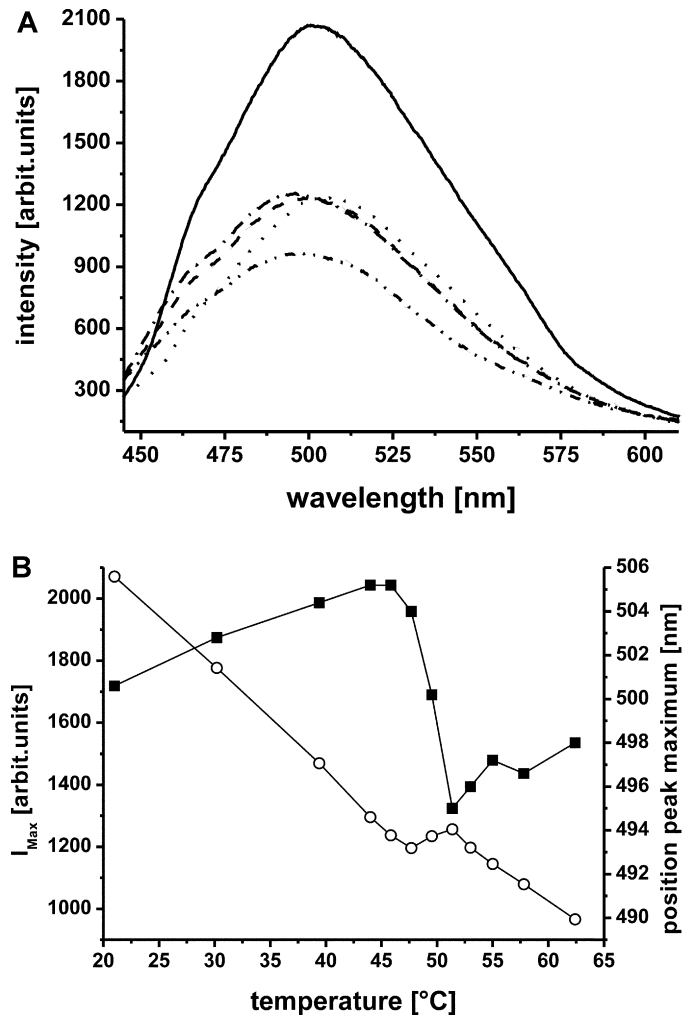 A
2100
1800
1500
1200
900
600
300
intensity [arbit.units]
450 475 500 525 550 575 600
wavelength [nm]
B
2000
1800
1600
1400
1200
1000
I Max [arbit.units]
506
504
502
500
498
496
494
492
490
position peak maximum [nm]
20 25 30 35 40 45 50 55 60 65
temperature [°C]